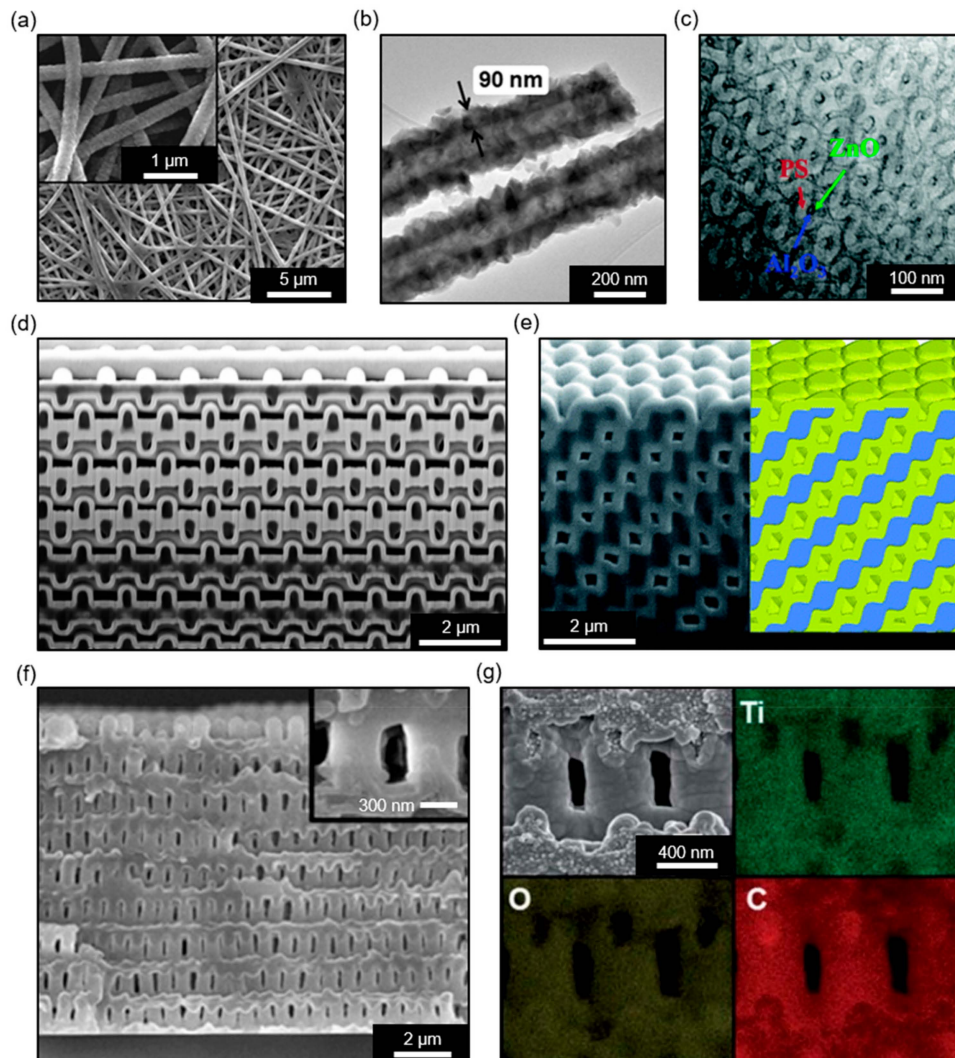 (a)
1 µm
5 µm
(b)
90 nm
200 nm
(c)
ZnO
PS
Al₂O₃
100 nm
(d)
2 µm
(e)
2 µm
(f)
300 nm
2 µm
(g)
Ti
400 nm
O
C